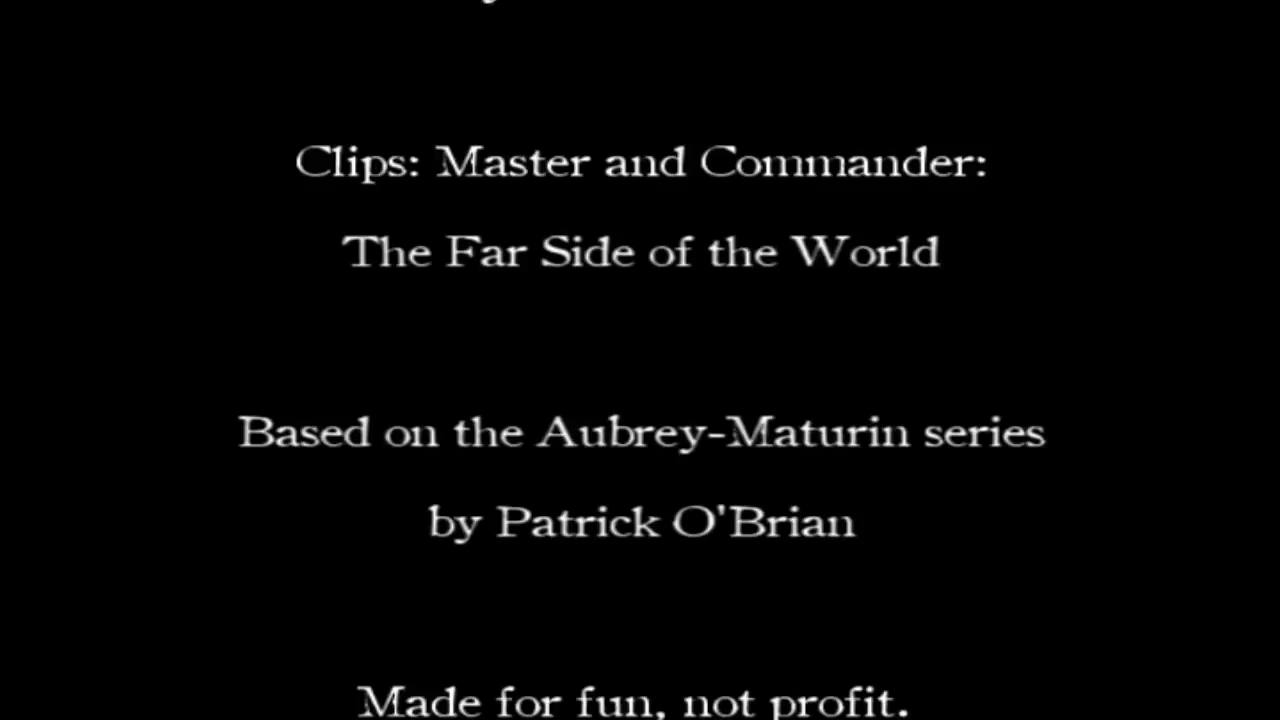 Clips: Master and Commander:
The Far Side of the World
Based on the Aubrey-Maturin series
by Patrick O'Brian
Made for fun, not profit.